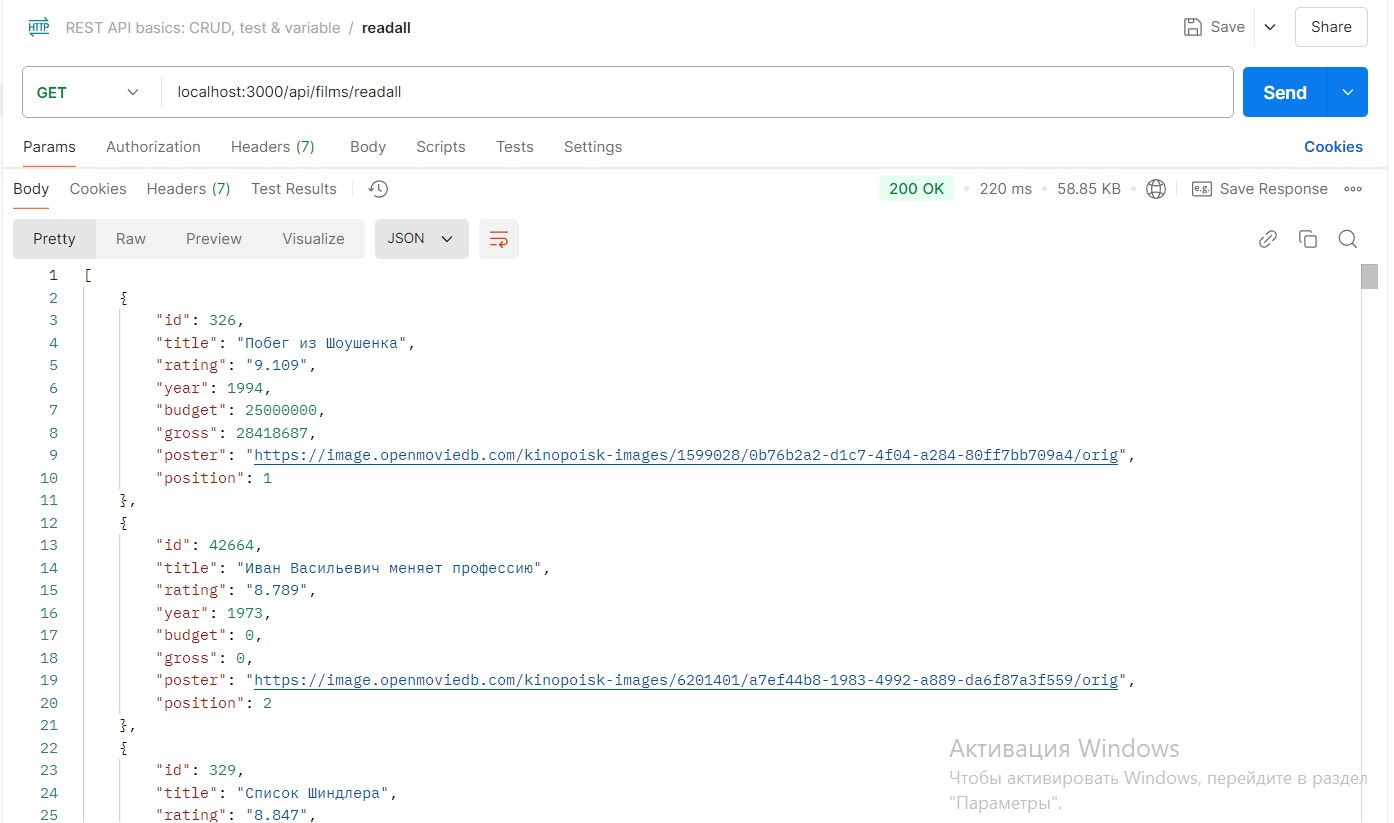 HTTP REST API basics: CRUD, test & variable / readall Save Share
GET localhost:3000/api/films/readall Send
Params Authorization Headers (7) Body Scripts Tests Settings Cookies
Body Cookies Headers (7) Test Results 200 OK 220 ms 58.85 KB e.g. Save Response
Pretty Raw Preview Visualize JSON
1 [
2 {
3 "id": 326,
4 "title": "Побег из Шоушенка",
5 "rating": "9.109",
6 "year": 1994,
7 "budget": 25000000,
8 "gross": 28418687,
9 "poster": "https://image.openmoviedb.com/kinopoisk-images/1599028/0b76b2a2-d1c7-4f04-a284-80ff7bb709a4/orig",
10 "position": 1
11 },
12 {
13 "id": 42664,
14 "title": "Иван Васильевич меняет профессию",
15 "rating": "8.789",
16 "year": 1973,
17 "budget": 0,
18 "gross": 0,
19 "poster": "https://image.openmoviedb.com/kinopoisk-images/6201401/a7ef44b8-1983-4992-a889-da6f87a3f559/orig",
20 "position": 2
21 },
22 {
23 "id": 329,
24 "title": "Список Шиндлера",
25 "rating": "8.847",
Активация Windows
Чтобы активировать Windows, перейдите в раздел
"Параметры".